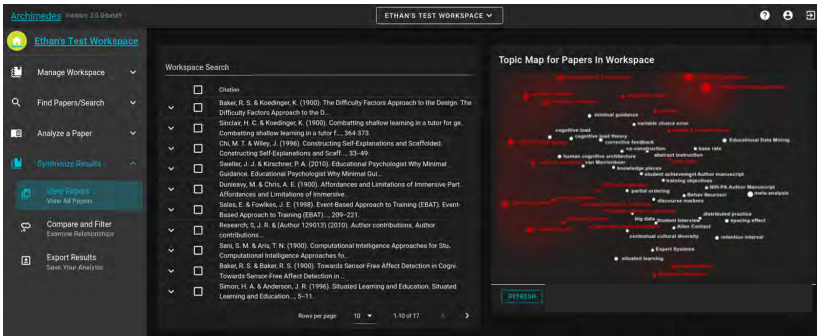 Archimedes Version: 2.0.0-beta9
ETHAN'S TEST WORKSPACE
Ethan's Test Workspace
Manage Workspace
Find Papers/Search
Analyze a Paper
Synthesize Results
View Papers
View All Papers
Compare and Filter
Examine Relationships
Export Results
Save Your Analysis
Workspace Search
Citation
Baker, R. S. & Koedinger, K. (1900). The Difficulty Factors Approach to the Design. The
Difficulty Factors Approach to the D...
Sinclair, H. C. & Koedinger, K. (1900). Combatting shallow learning in a tutor for ge.
Combatting shallow learning in a tutor f..., 364-373.
Chi, M. T. & Wiley, J. (1996). Constructing Self-Explanations and Scaffolded.
Constructing Self-Explanations and Scaff..., 33–49.
Sweller, J. J. & Kirschner, P. A. (2010). Educational Psychologist Why Minimal
Guidance. Educational Psychologist Why Minimal Gui...
Dunleavy, M. & Chris, A. E. (1900). Affordances and Limitations of Immersive Part.
Affordances and Limitations of Immersive...
Salas, E. & Fowlkes, J. E. (1998). Event-Based Approach to Training (EBAT). Event-
Based Approach to Training (EBAT)..., 209–221.
Research, S, J. R. & (Author 129013) (2010). Author contributions. Author
contributions...
Sani, S. M. & Aris, T. N. (1900). Computational Intelligence Approaches for Stu.
Computational Intelligence Approaches fo...
Baker, R. S. & Baker, R. S. (1900). Towards Sensor-Free Affect Detection in Cogni.
Towards Sensor-Free Affect Detection in ...
Simon, H. A. & Anderson, J. R. (1996). Situated Learning and Education. Situated
Learning and Education..., 5–11.
Rows per page: 10 1-10 of 17
Topic Map for Papers In Workspace
minimal guidance
variable choice error
cognitive load
cognitive load theory
corrective feedback
Educational Data Mining
co-construction
base rate
human cognitive architecture
abstract instruction
van Merrienboer
knowledge pieces
student achievement Author manuscript
training objectives
partial ordering
NIH-PA Author Manuscript
Behav Neurosci
meta-analysis
discourse markers
distributed practice
big data
Student Interview
spacing effect
Allen Contact
contextual cultural diversity
retention interval
Expert Systems
situated learning
REFRESH